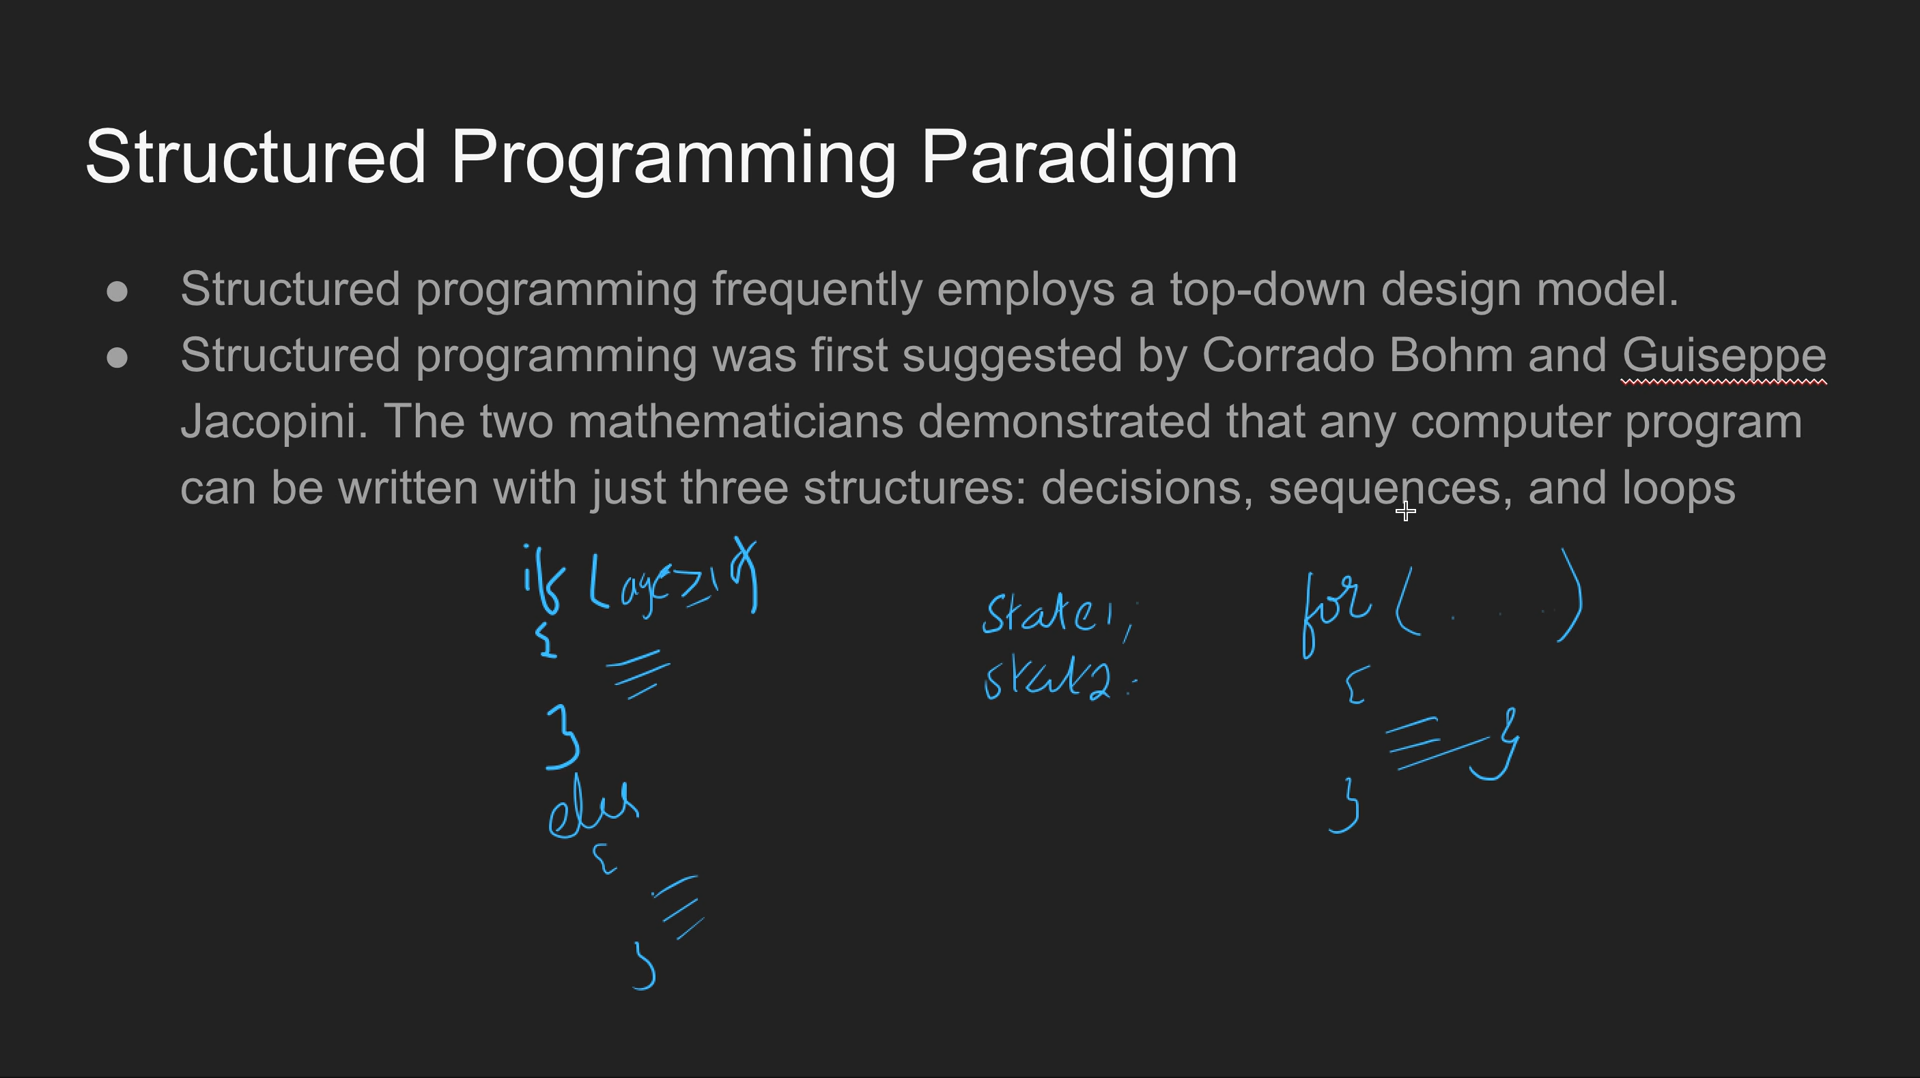 Structured Programming Paradigm
● Structured programming frequently employs a top-down design model.
● Structured programming was first suggested by Corrado Bohm and Guiseppe
Jacopini. The two mathematicians demonstrated that any computer program
can be written with just three structures: decisions, sequences, and loops
if (age≥18)
{
}
else
{
}
State1;
stat2;
for ( . . . )
{
}
}